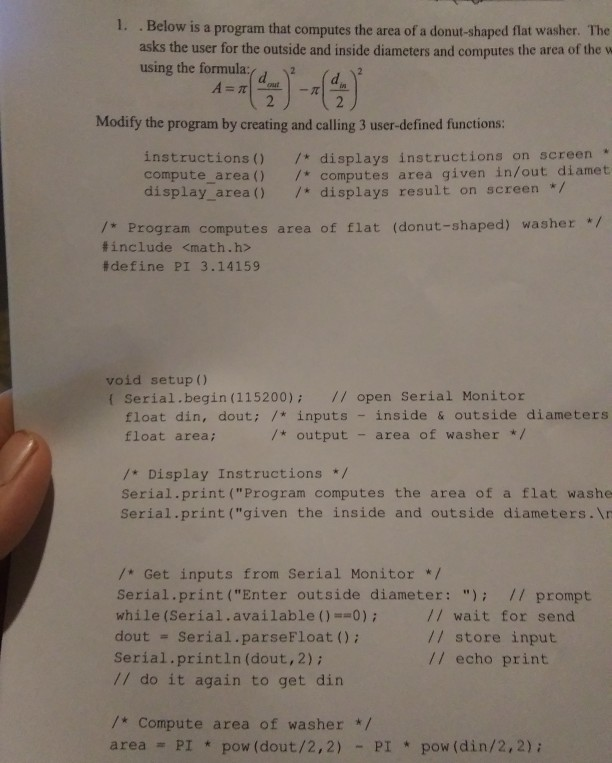 1. . Below is a program that computes the area of a donut-shaped flat washer. The
asks the user for the outside and inside diameters and computes the area of the
using the formula:
A = π(d_out/2)² − π(d_in/2)²
Modify the program by creating and calling 3 user-defined functions:
instructions() /* displays instructions on screen *
compute_area() /* computes area given in/out diamet
display_area() /* displays result on screen */
/* Program computes area of flat (donut-shaped) washer */
#include <math.h>
#define PI 3.14159
void setup()
{ Serial.begin(115200); // open Serial Monitor
float din, dout; /* inputs - inside & outside diameters
float area; /* output - area of washer */
/* Display Instructions */
Serial.print("Program computes the area of a flat washe
Serial.print("given the inside and outside diameters.\n
/* Get inputs from Serial Monitor */
Serial.print("Enter outside diameter: "); // prompt
while(Serial.available()==0); // wait for send
dout = Serial.parseFloat(); // store input
Serial.println(dout,2); // echo print
// do it again to get din
/* Compute area of washer */
area = PI * pow(dout/2,2) - PI * pow(din/2,2);